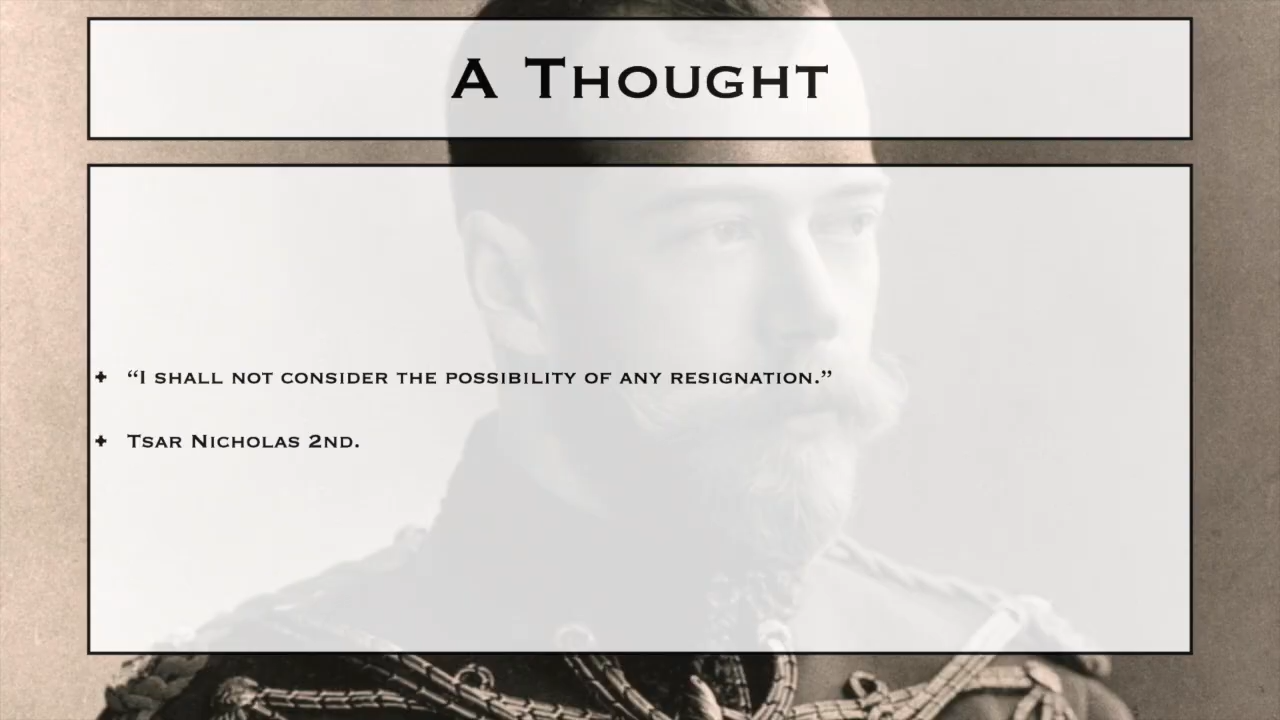 A Thought
“I shall not consider the possibility of any resignation.”
Tsar Nicholas 2nd.